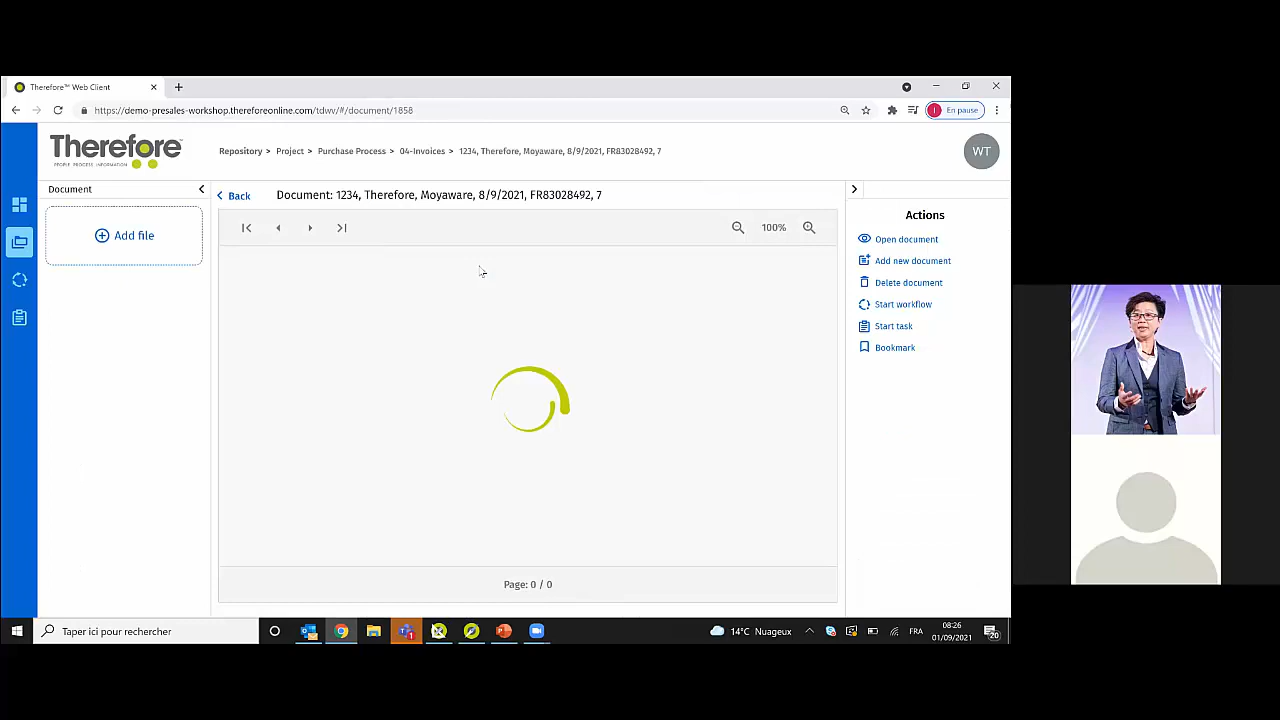 Therefore™ Web Client
https://demo-presales-workshop.thereforeonline.com/tdwv/#/document/1858
En pause
Therefore™
PEOPLE PROCESS INFORMATION
Repository > Project > Purchase Process > 04-Invoices > 1234, Therefore, Moyaware, 8/9/2021, FR83028492, 7
WT
Document
Back
Document: 1234, Therefore, Moyaware, 8/9/2021, FR83028492, 7
Add file
100%
Actions
Open document
Add new document
Delete document
Start workflow
Start task
Bookmark
Page: 0 / 0
Taper ici pour rechercher
14°C Nuageux
FRA
08:26
01/09/2021
20